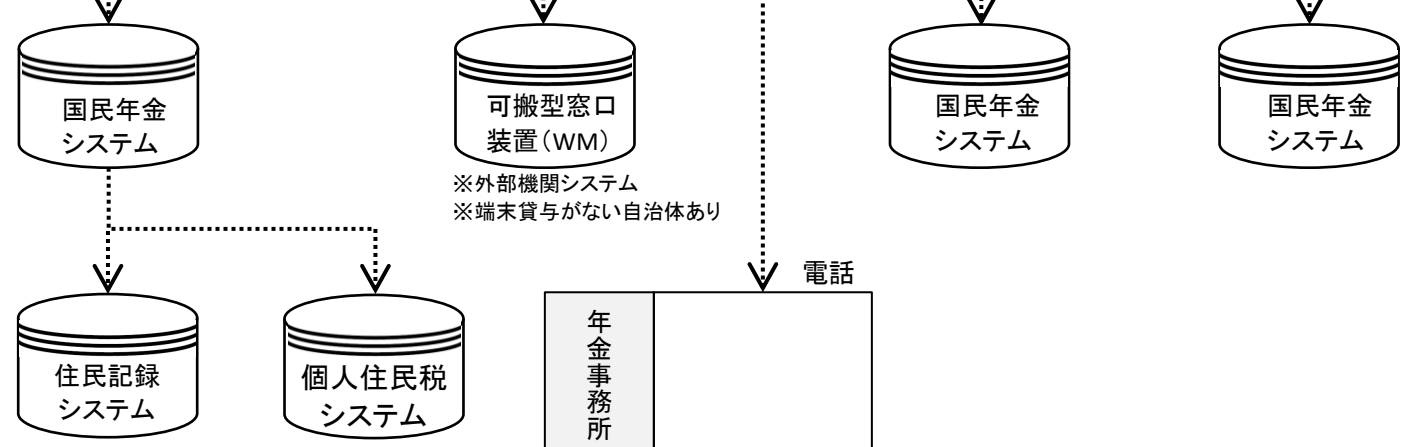 国民年金
システム
可搬型窓口
装置（WM）
※外部機関システム
※端末貸与がない自治体あり
国民年金
システム
国民年金
システム
電話
住民記録
システム
個人住民税
システム
年金事務所